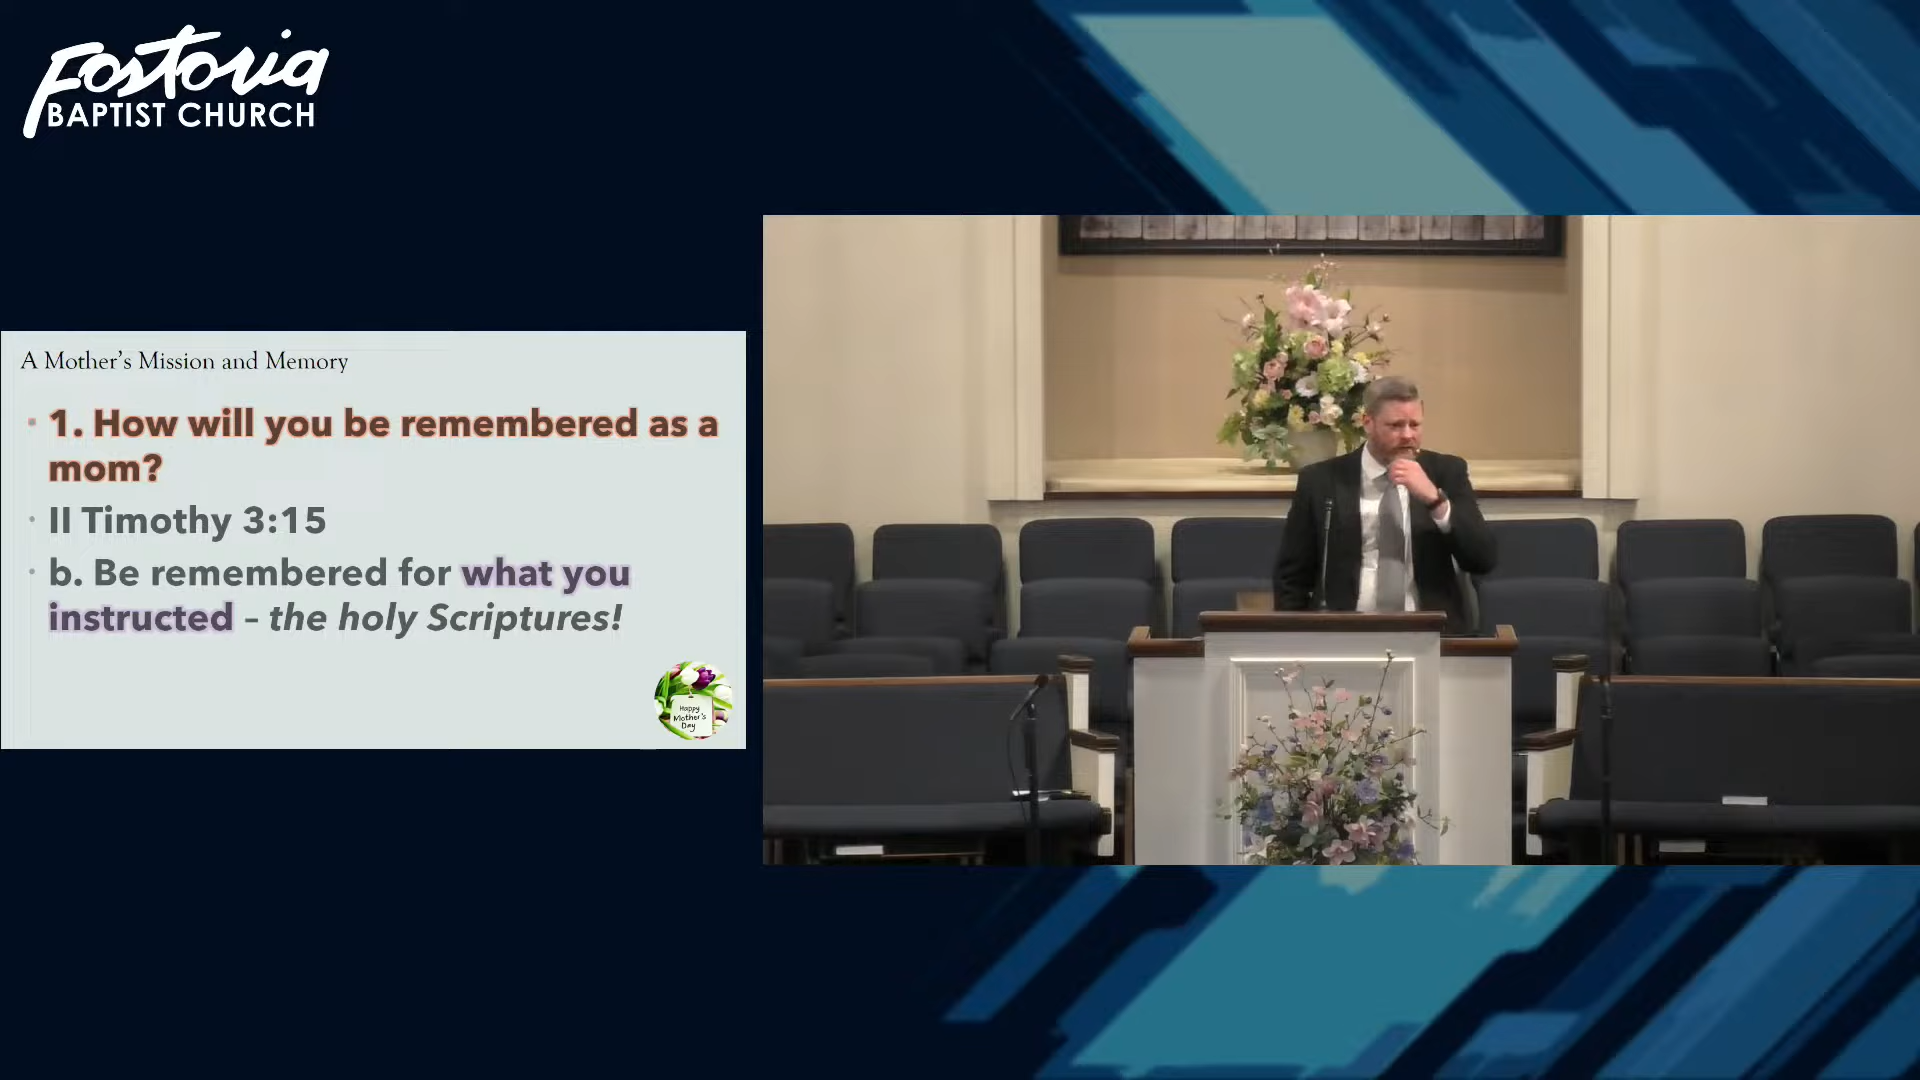 Fostoria
BAPTIST CHURCH
A Mother's Mission and Memory
• 1. How will you be remembered as a
mom?
• II Timothy 3:15
• b. Be remembered for what you
instructed – the holy Scriptures!
Happy
Mother's
Day